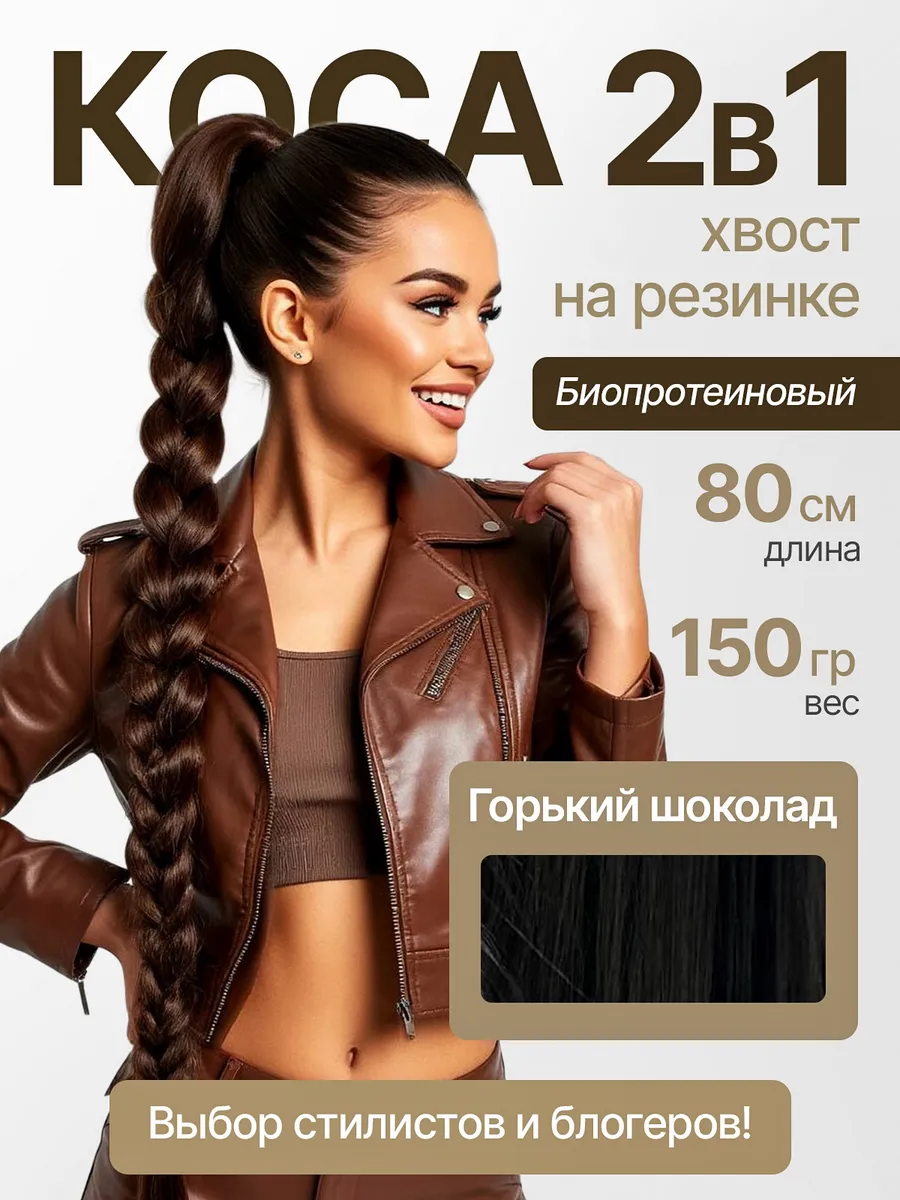 КОСА 2в1
хвост
на резинке
Биопротеиновый
80 см
длина
150 гр
вес
Горький шоколад
Выбор стилистов и блогеров!